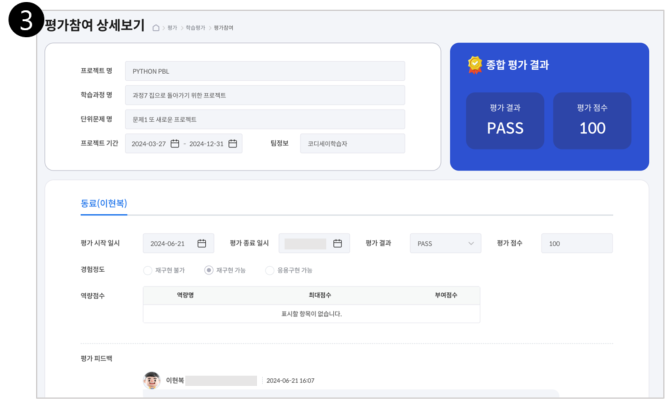 3
평가참여 상세보기 > 평가 > 학습평가 > 평가참여
프로젝트 명 PYTHON PBL
학습과정 명 과정7 집으로 돌아가기 위한 프로젝트
단위문제 명 문제1 또 새로운 프로젝트
프로젝트 기간 2024-03-27 - 2024-12-31 팀정보 코디세이학습자
종합 평가 결과
평가 결과 평가 점수
PASS 100
동료(이현복)
평가 시작 일시 2024-06-21 평가 종료 일시 평가 결과 PASS 평가 점수 100
경험정도 재구현 불가 재구현 가능 응용구현 가능
역량점수 역량명 최대점수 부여점수
표시할 항목이 없습니다.
평가 피드백
이현복 2024-06-21 16:07